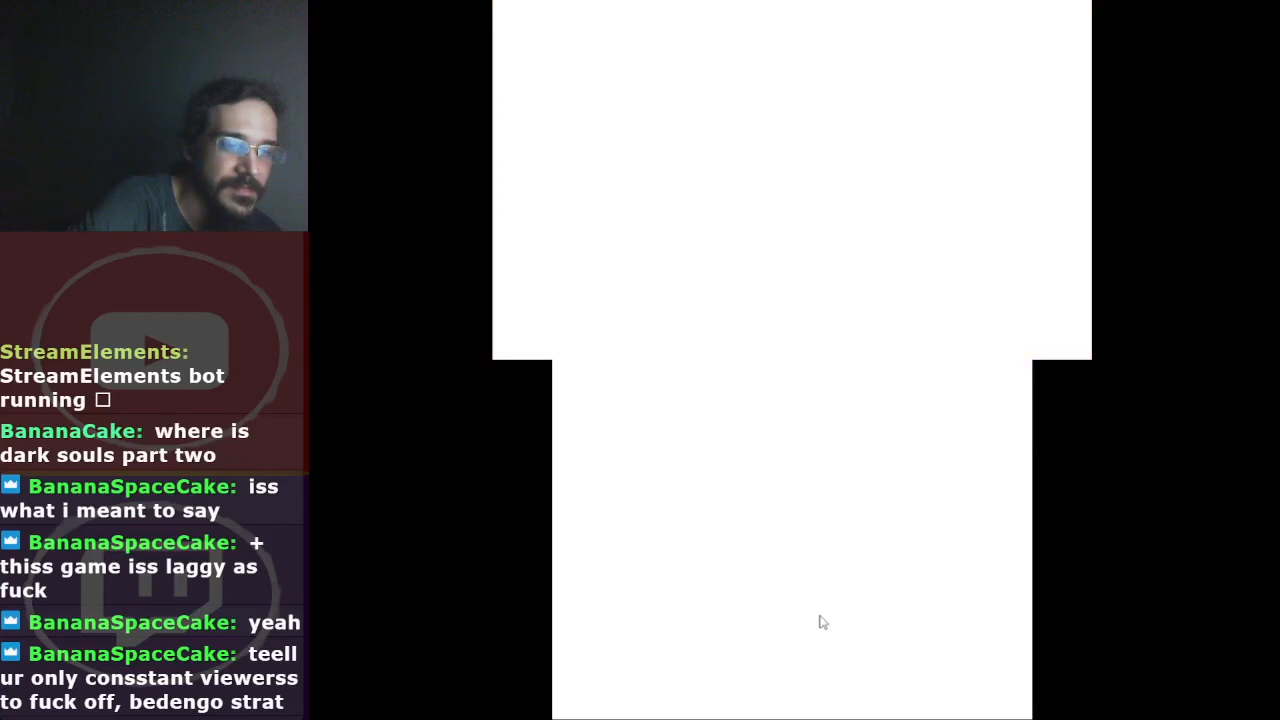 StreamElements:
StreamElements bot
running □
BananaCake: where is
dark souls part two
BananaSpaceCake: iss
what i meant to say
BananaSpaceCake: +
thiss game iss laggy as
fuck
BananaSpaceCake: yeah
BananaSpaceCake: teell
ur only consstant viewerss
to fuck off, bedengo strat